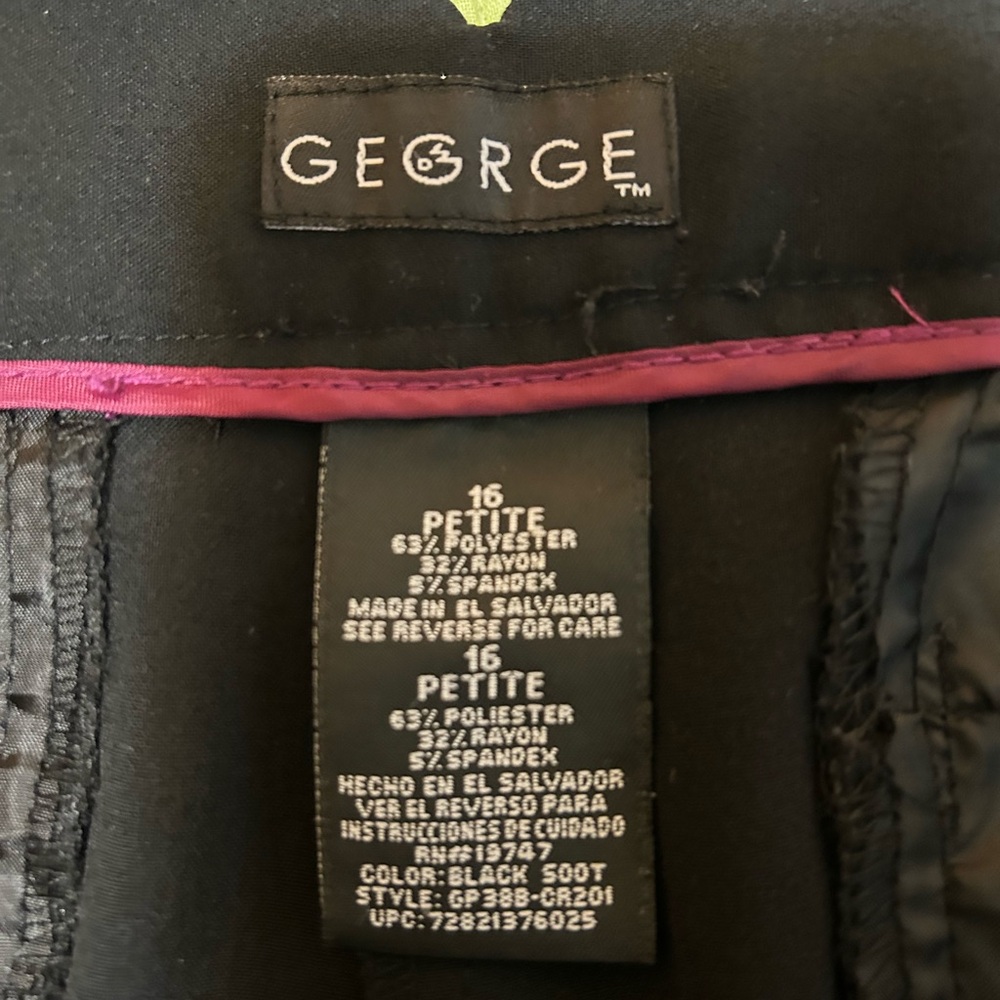 GEORGE™
16
PETITE
63% POLYESTER
32% RAYON
5% SPANDEX
MADE IN EL SALVADOR
SEE REVERSE FOR CARE
16
PETITE
63% POLIESTER
32% RAYON
5% SPANDEX
HECHO EN EL SALVADOR
VER EL REVERSO PARA
INSTRUCCIONES DE CUIDADO
RN#19747
COLOR: BLACK SOOT
STYLE: GP38B-CR201
UPC: 72821376025